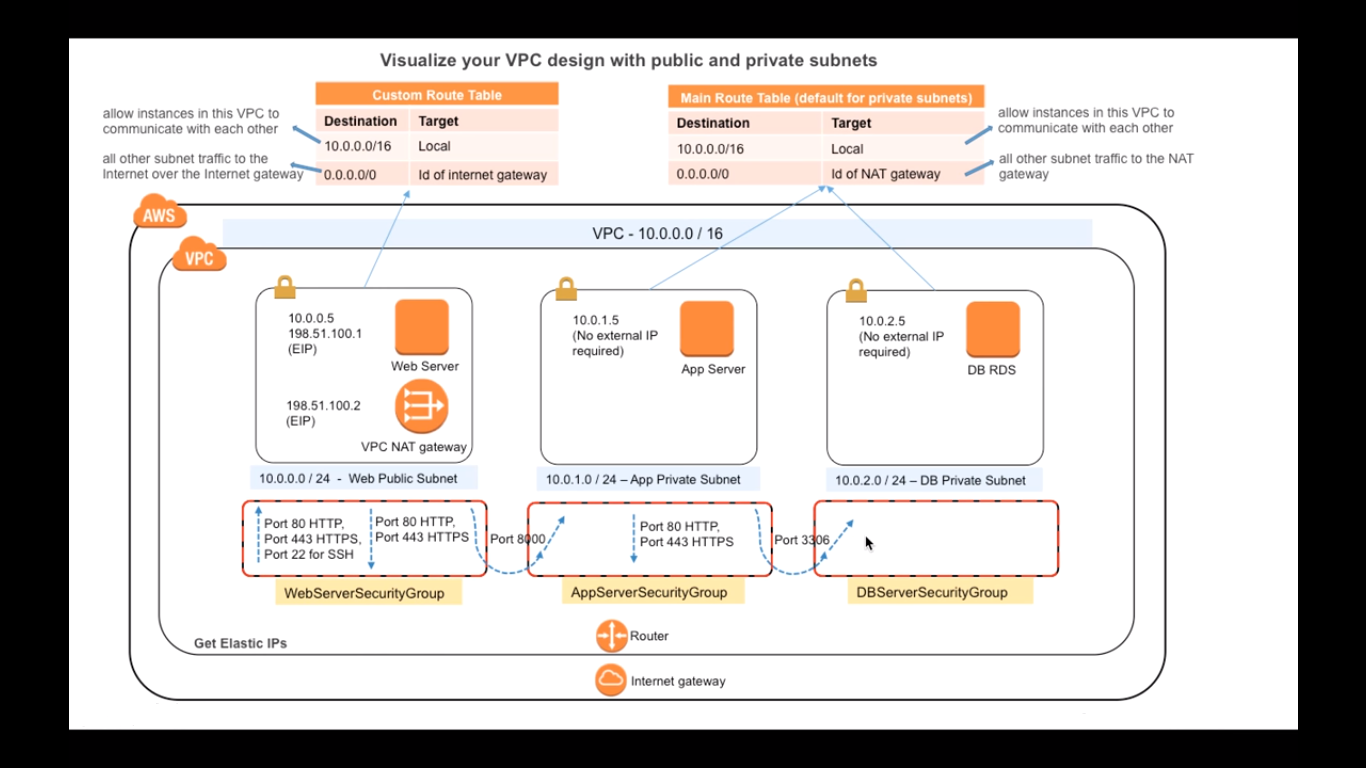 Visualize your VPC design with public and private subnets
Custom Route Table
Destination Target
10.0.0.0/16 Local
0.0.0.0/0 Id of internet gateway
allow instances in this VPC to
communicate with each other
all other subnet traffic to the
Internet over the Internet gateway
Main Route Table (default for private subnets)
Destination Target
10.0.0.0/16 Local
0.0.0.0/0 Id of NAT gateway
allow instances in this VPC to
communicate with each other
all other subnet traffic to the NAT
gateway
AWS
VPC
VPC - 10.0.0.0 / 16
10.0.0.5
198.51.100.1
(EIP)
Web Server
198.51.100.2
(EIP)
VPC NAT gateway
10.0.1.5
(No external IP
required)
App Server
10.0.2.5
(No external IP
required)
DB RDS
10.0.0.0 / 24 - Web Public Subnet
10.0.1.0 / 24 – App Private Subnet
10.0.2.0 / 24 – DB Private Subnet
Port 80 HTTP,
Port 443 HTTPS,
Port 22 for SSH
Port 80 HTTP,
Port 443 HTTPS
Port 8000
Port 80 HTTP,
Port 443 HTTPS
Port 3306
WebServerSecurityGroup
AppServerSecurityGroup
DBServerSecurityGroup
Get Elastic IPs
Router
Internet gateway